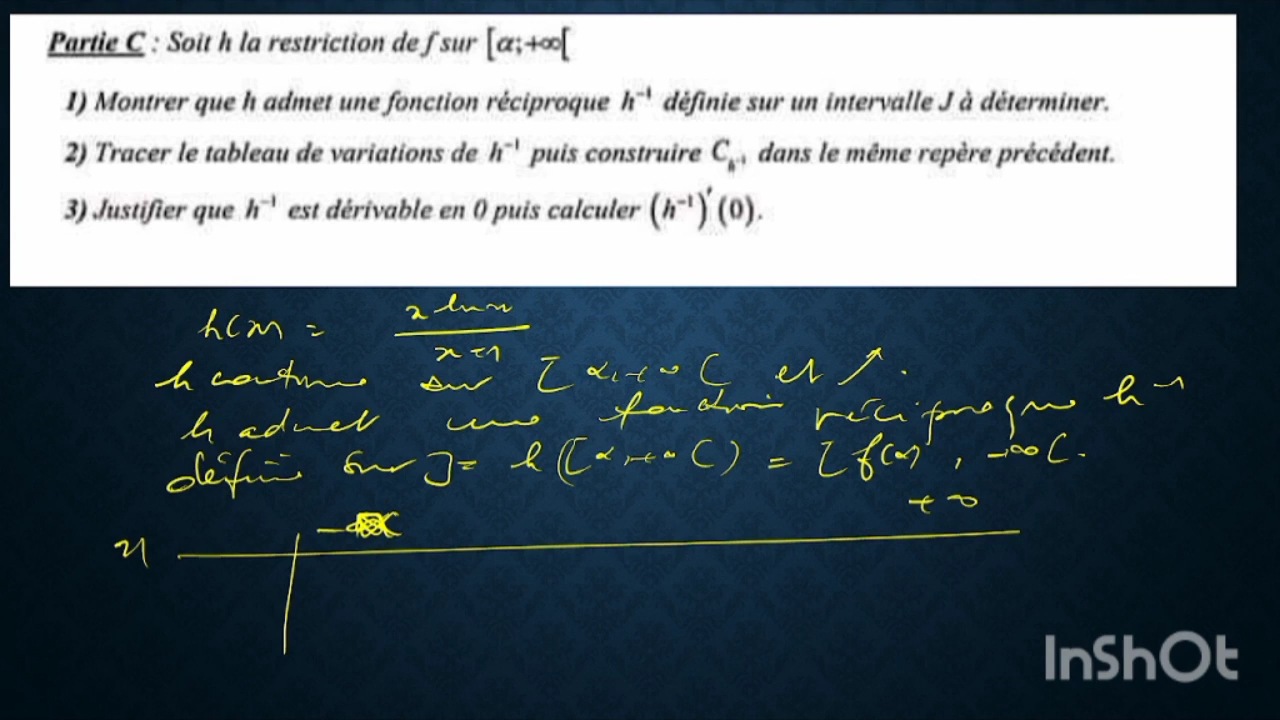 Partie C : Soit h la restriction de f sur [α;+∞[
1) Montrer que h admet une fonction réciproque h⁻¹ définie sur un intervalle J à déterminer.
2) Tracer le tableau de variations de h⁻¹ puis construire C_h⁻¹ dans le même repère précédent.
3) Justifier que h⁻¹ est dérivable en 0 puis calculer (h⁻¹)′(0).
h(x) = x ln x / x+1
h continue sur [α,+∞[ et ↗.
h admet une fonction réciproque h⁻¹
définie sur J = h([α,+∞[) = [f(α), +∞[.
+∞
x
InShOt